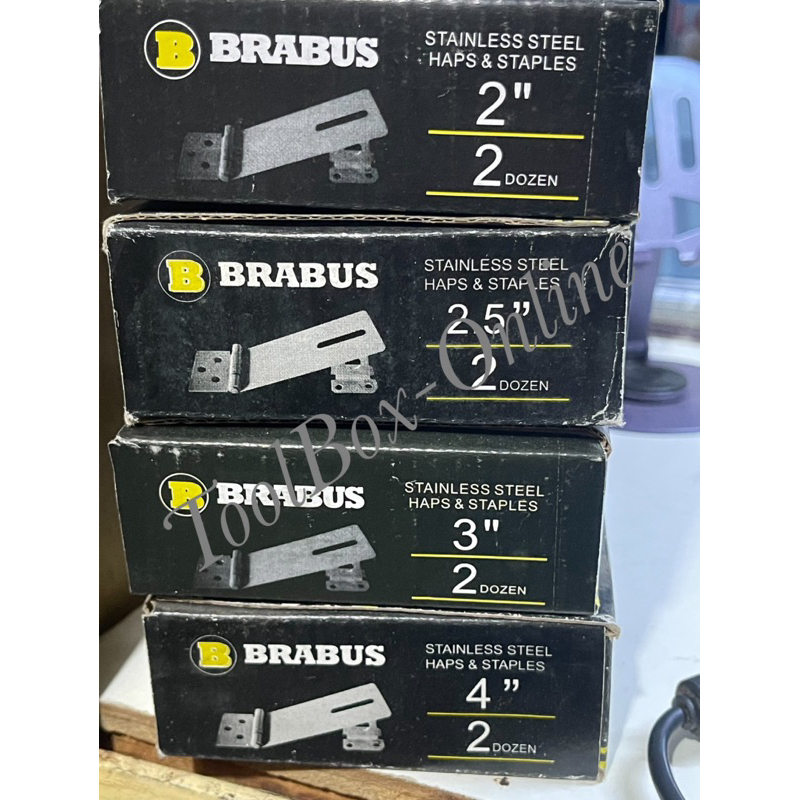 B BRABUS
STAINLESS STEEL
HAPS & STAPLES
2"
2 DOZEN
B BRABUS
STAINLESS STEEL
HAPS & STAPLES
2.5”
2 DOZEN
B BRABUS
STAINLESS STEEL
HAPS & STAPLES
3"
2 DOZEN
B BRABUS
STAINLESS STEEL
HAPS & STAPLES
4”
2 DOZEN
ToolBox-Online